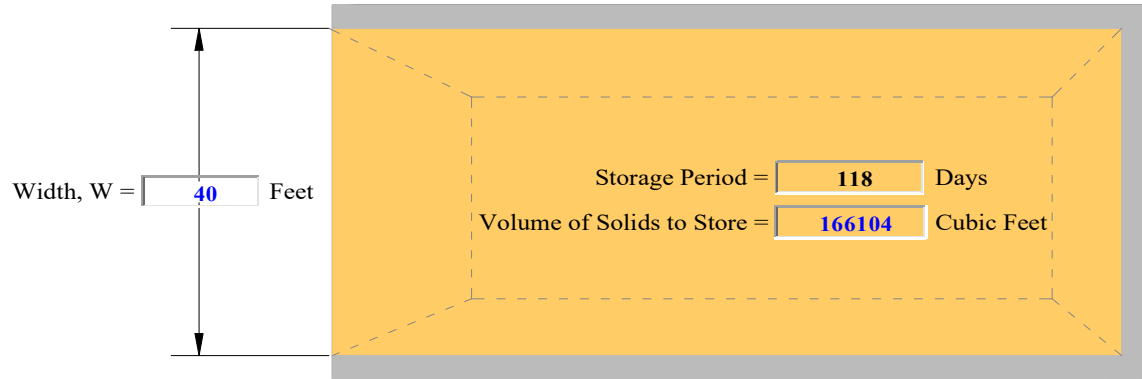 Storage Period = 118 Days
Width, W = 40 Feet
Volume of Solids to Store = 166104 Cubic Feet